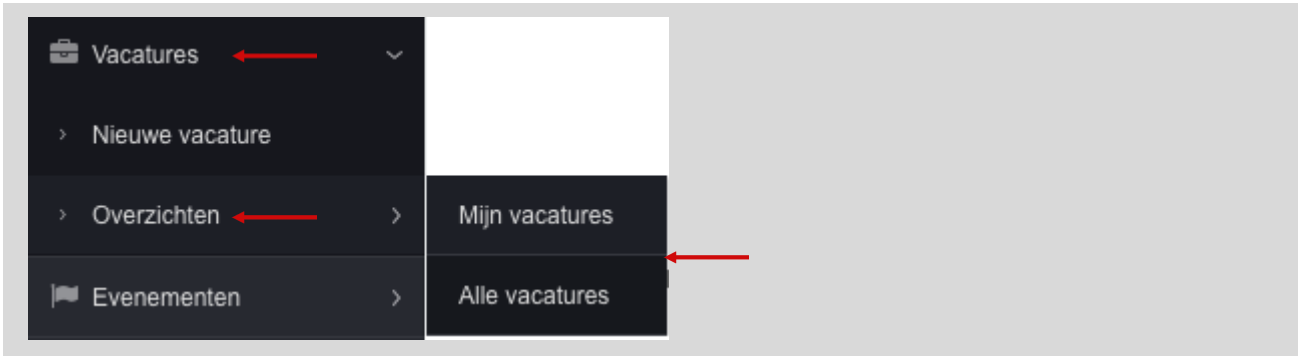 Vacatures
Nieuwe vacature
Overzichten
Mijn vacatures
Evenementen
Alle vacatures